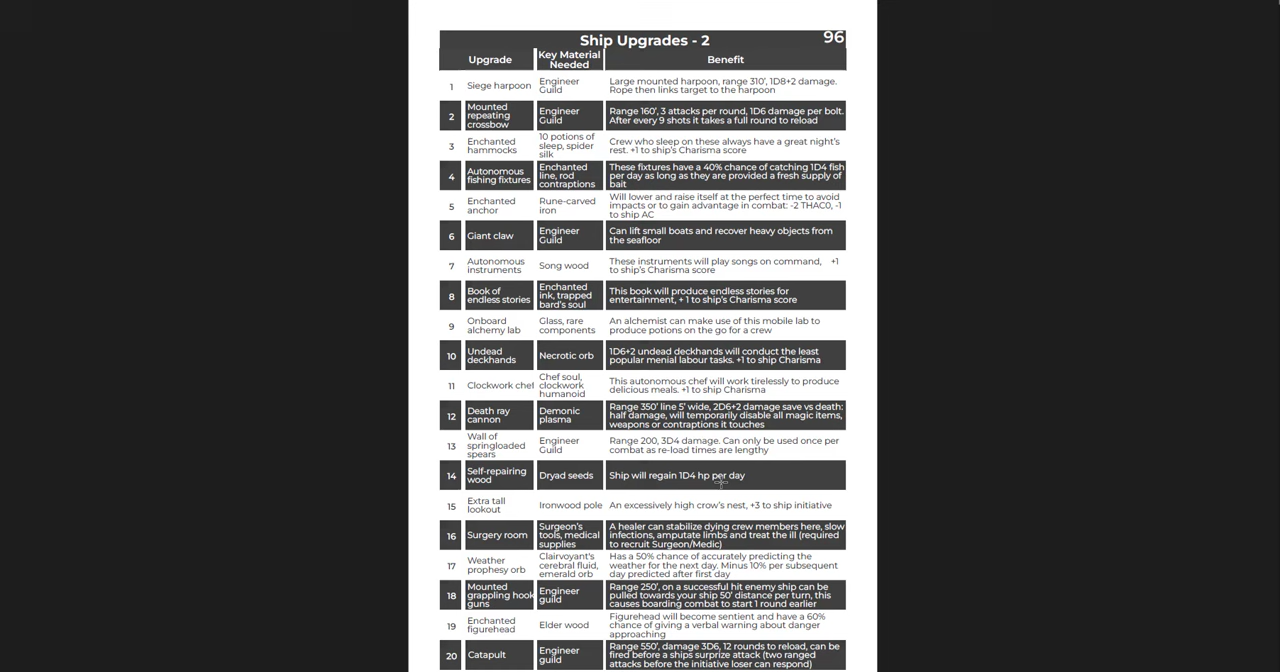 Ship Upgrades - 2
96
Upgrade
Key Material
Needed
Benefit
1
Siege harpoon
Engineer
Guild
Large mounted harpoon, range 310', 1D8+2 damage.
Rope then links target to the harpoon
2
Mounted
repeating
crossbow
Engineer
Guild
Range 160', 3 attacks per round, 1D6 damage per bolt.
After every 9 shots it takes a full round to reload
3
Enchanted
hammocks
10 potions of
sleep, spider
silk
Crew who sleep on these always have a great night's
rest. +1 to ship's Charisma score
4
Autonomous
fishing fixtures
Enchanted
line, rod
contraptions
These fixtures have a 40% chance of catching 1D4 fish
per day as long as they are provided a fresh supply of
bait
5
Enchanted
anchor
Rune-carved
iron
Will lower and raise itself at the perfect time to avoid
impacts or to gain advantage in combat: -2 THAC0, -1
to ship AC
6
Giant claw
Engineer
Guild
Can lift small boats and recover heavy objects from
the seafloor
7
Autonomous
instruments
Song wood
These instruments will play songs on command, +1
to ship's Charisma score
8
Book of
endless stories
Enchanted
ink, trapped
bard's soul
This book will produce endless stories for
entertainment, + 1 to ship's Charisma score
9
Onboard
alchemy lab
Glass, rare
components
An alchemist can make use of this mobile lab to
produce potions on the go for a crew
10
Undead
deckhands
Necrotic orb
1D6+2 undead deckhands will conduct the least
popular menial labour tasks. +1 to ship Charisma
11
Clockwork chef
Chef soul,
clockwork
humanoid
This autonomous chef will work tirelessly to produce
delicious meals. +1 to ship Charisma
12
Death ray
cannon
Demonic
plasma
Range 350' line 5' wide, 2D6+2 damage save vs death:
half damage, will temporarily disable all magic items,
weapons or contraptions it touches
13
Wall of
springloaded
spears
Engineer
Guild
Range 200, 3D4 damage. Can only be used once per
combat as re-load times are lengthy
14
Self-repairing
wood
Dryad seeds
Ship will regain 1D4 hp per day
15
Extra tall
lookout
Ironwood pole
An excessively high crow's nest, +3 to ship initiative
16
Surgery room
Surgeon's
tools, medical
supplies
A healer can stabilize dying crew members here, slow
infections, amputate limbs and treat the ill (required
to recruit Surgeon/Medic)
17
Weather
prophesy orb
Clairvoyant's
cerebral fluid,
emerald orb
Has a 50% chance of accurately predicting the
weather for the next day. Minus 10% per subsequent
day predicted after first day
18
Mounted
grappling hook
guns
Engineer
guild
Range 250', on a successful hit enemy ship can be
pulled towards your ship 50' distance per turn, this
causes boarding combat to start 1 round earlier
19
Enchanted
figurehead
Elder wood
Figurehead will become sentient and have a 60%
chance of giving a verbal warning about danger
approaching
20
Catapult
Engineer
guild
Range 550', damage 3D6, 12 rounds to reload, can be
fired before a ships surprize attack (two ranged
attacks before the initiative loser can respond)